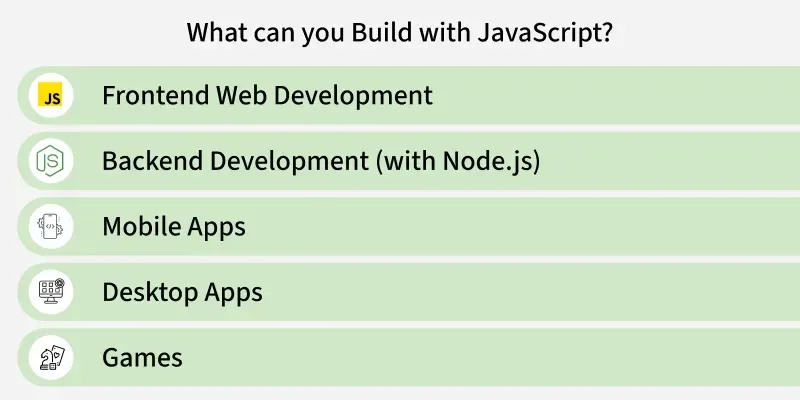 What can you Build with JavaScript?
JS
Frontend Web Development
JS
Backend Development (with Node.js)
</>
Mobile Apps
Desktop Apps
Games